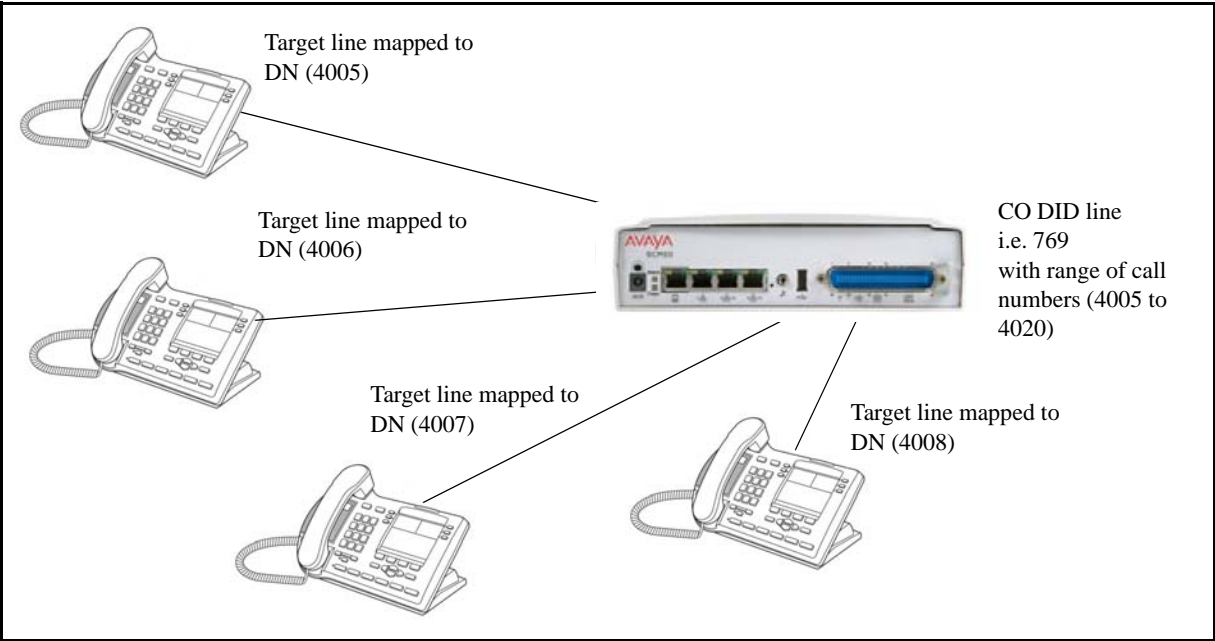 Target line mapped to
DN (4005)
Target line mapped to
DN (4006)
AVAYA
BCM50
CO DID line
i.e. 769
with range of call
numbers (4005 to
4020)
Target line mapped to
DN (4007)
Target line mapped to
DN (4008)